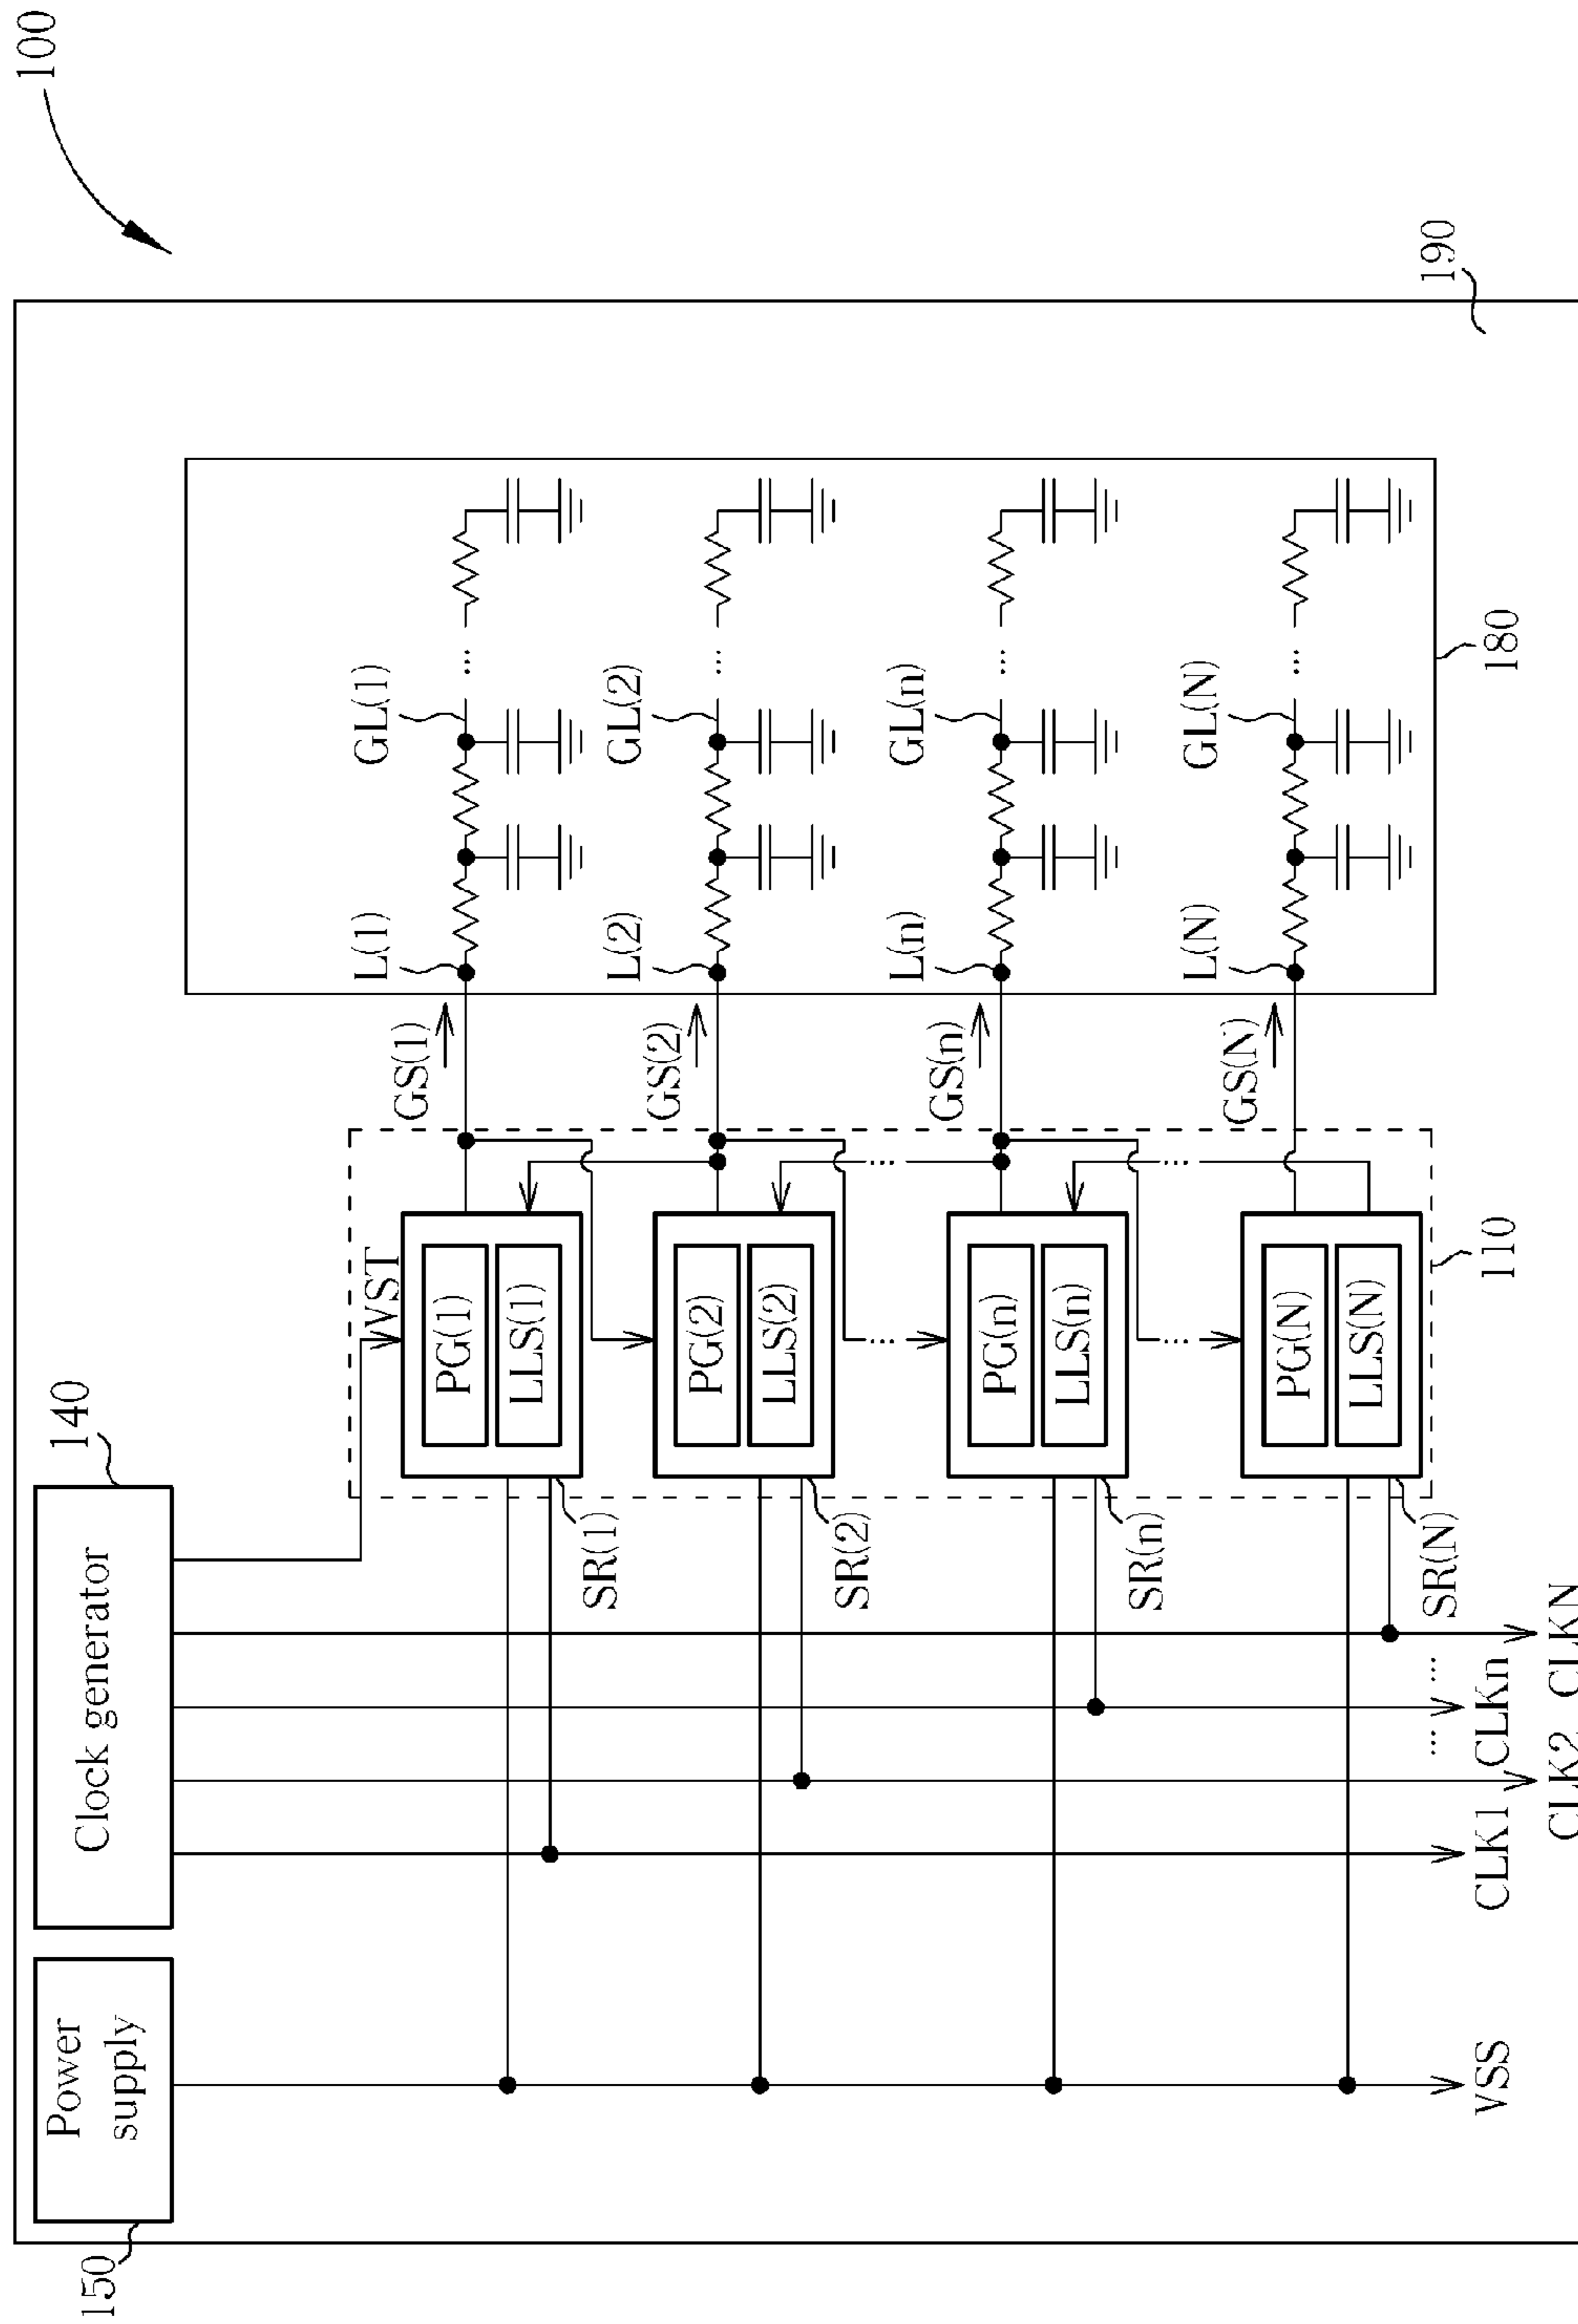 100
150
Power
supply
Clock generator
140
190
VST
PG(1)
LLS(1)
SR(1)
GS(1)
L(1)
GL(1)
PG(2)
LLS(2)
SR(2)
GS(2)
L(2)
GL(2)
...
PG(n)
LLS(n)
SR(n)
GS(n)
L(n)
GL(n)
...
PG(N)
LLS(N)
SR(N)
GS(N)
L(N)
GL(N)
110
180
VSS
CLK1
CLK2
...
CLKn
...
CLKN